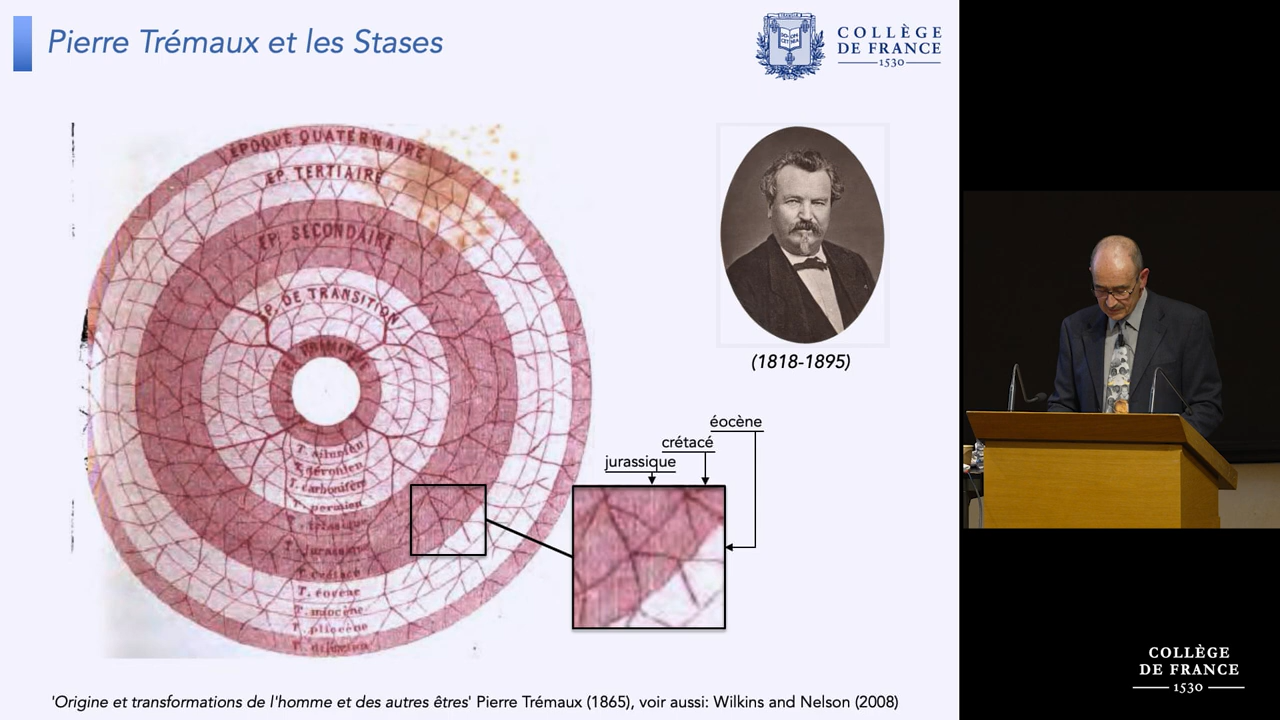 Pierre Trémaux et les Stases
COLLÈGE
DE FRANCE
1530
EPOQUE QUATERNAIRE
EP. TERTIAIRE
EP. SECONDAIRE
EP. DE TRANSITION
T. silurien
T. dévonien
T. carbonifère
T. permien
T. triasique
T. jurassique
T. crétacé
T. éocène
T. miocène
T. pliocène
T. diluvien
(1818-1895)
éocène
crétacé
jurassique
'Origine et transformations de l'homme et des autres êtres' Pierre Trémaux (1865), voir aussi: Wilkins and Nelson (2008)
COLLÈGE
DE FRANCE
1530